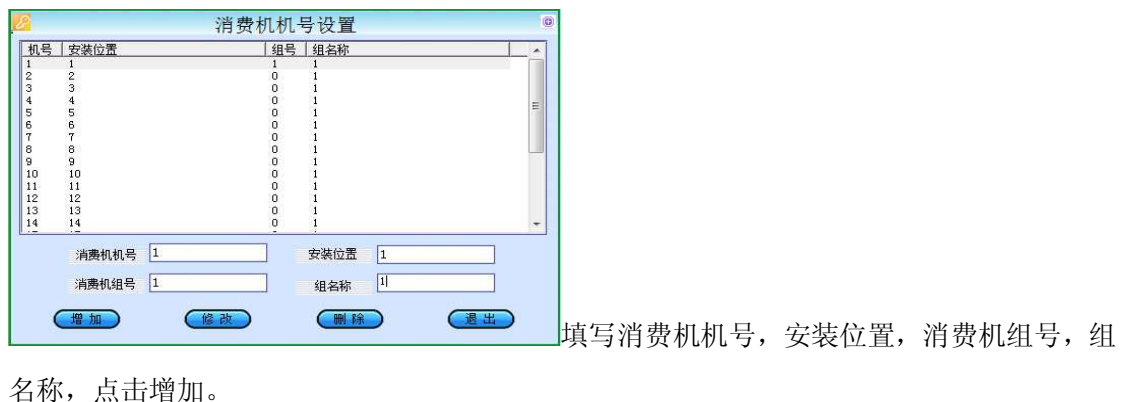 消费机机号设置
机号 安装位置 组号 组名称
1 1 1 1
2 2 0 1
3 3 0 1
4 4 0 1
5 5 0 1
6 6 0 1
7 7 0 1
8 8 0 1
9 9 0 1
10 10 0 1
11 11 0 1
12 12 0 1
13 13 0 1
14 14 0 1
消费机机号 1 安装位置 1
消费机组号 1 组名称 1
增加 修改 删除 退出
填写消费机机号，安装位置，消费机组号，组
名称，点击增加。